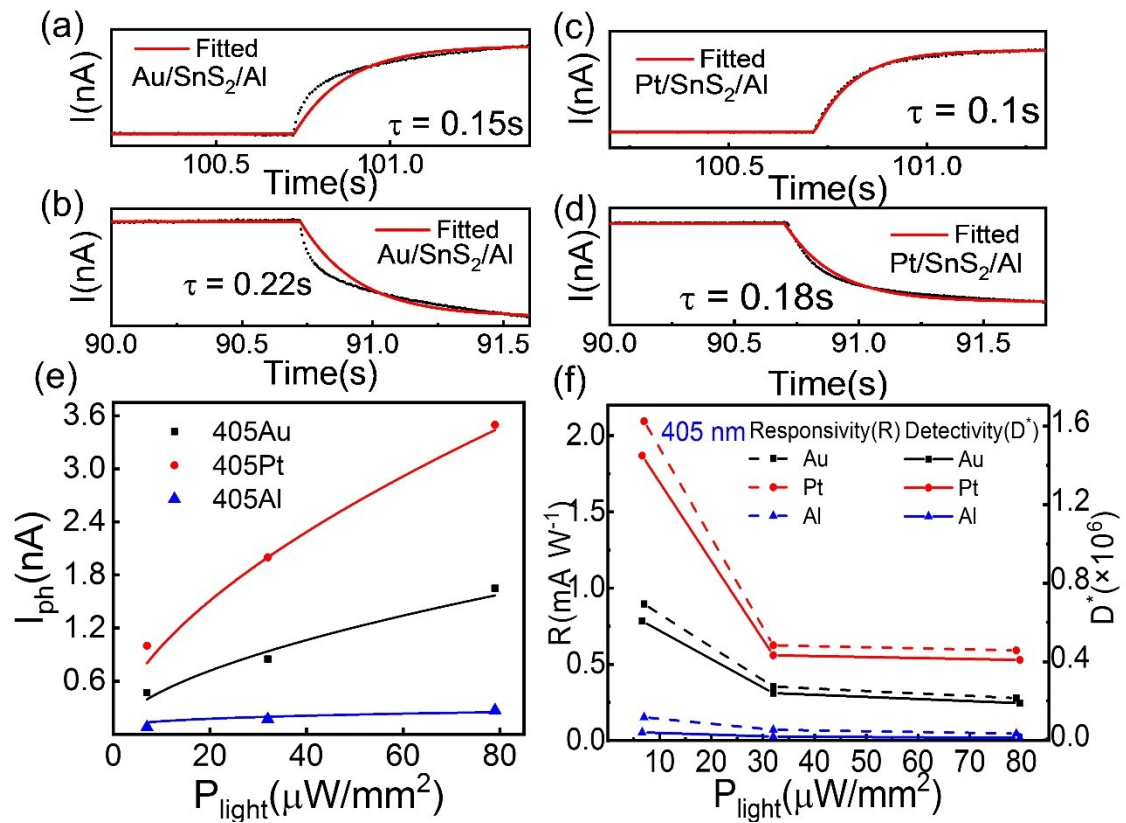 (a)
I(nA)
Fitted
Au/SnS2/Al
τ = 0.15s
100.5 101.0
Time(s)
(c)
I(nA)
Fitted
Pt/SnS2/Al
τ = 0.1s
100.5 101.0
Time(s)
(b)
I(nA)
Fitted
Au/SnS2/Al
τ = 0.22s
90.0 90.5 91.0 91.5
Time(s)
(d)
I(nA)
Fitted
Pt/SnS2/Al
τ = 0.18s
90.0 90.5 91.0 91.5
Time(s)
(e)
Iph(nA)
3.6
3.0
2.4
1.8
1.2
0.6
405Au
405Pt
405Al
0 20 40 60 80
Plight(μW/mm2)
(f)
R(mA W-1)
2.0
1.5
1.0
0.5
0.0
405 nm Responsivity(R) Detectivity(D*)
Au Au
Pt Pt
Al Al
1.6
1.2
0.8
0.4
0.0
D*(×10^6)
10 20 30 40 50 60 70 80
Plight(μW/mm2)